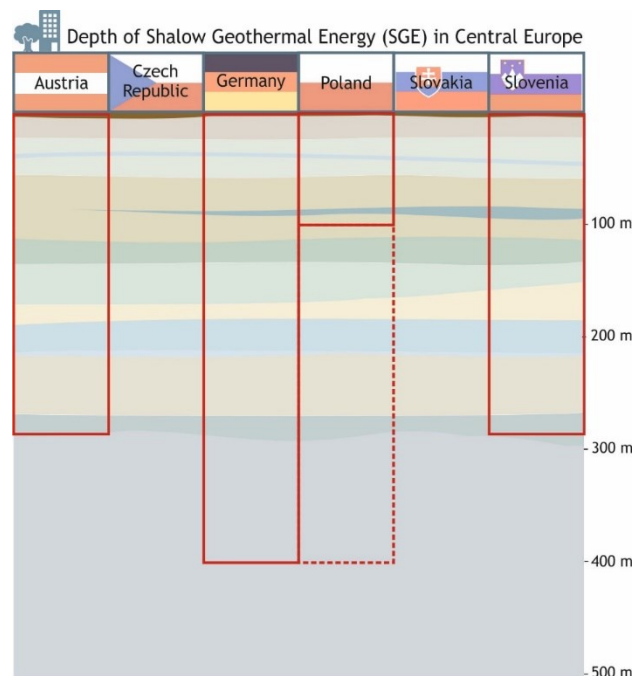 Depth of Shalow Geothermal Energy (SGE) in Central Europe
Austria
Czech
Republic
Germany
Poland
Slovakia
Slovenia
100 m
200 m
300 m
400 m
500 m